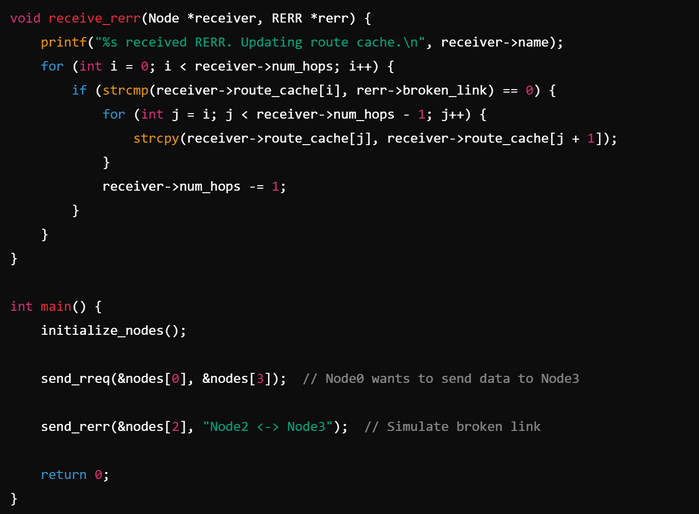 void receive_rerr(Node *receiver, RERR *rerr) {
    printf("%s received RERR. Updating route cache.\n", receiver->name);
    for (int i = 0; i < receiver->num_hops; i++) {
        if (strcmp(receiver->route_cache[i], rerr->broken_link) == 0) {
            for (int j = i; j < receiver->num_hops - 1; j++) {
                strcpy(receiver->route_cache[j], receiver->route_cache[j + 1]);
            }
            receiver->num_hops -= 1;
        }
    }
}

int main() {
    initialize_nodes();

    send_rreq(&nodes[0], &nodes[3]);  // Node0 wants to send data to Node3

    send_rerr(&nodes[2], "Node2 <-> Node3");  // Simulate broken link

    return 0;
}